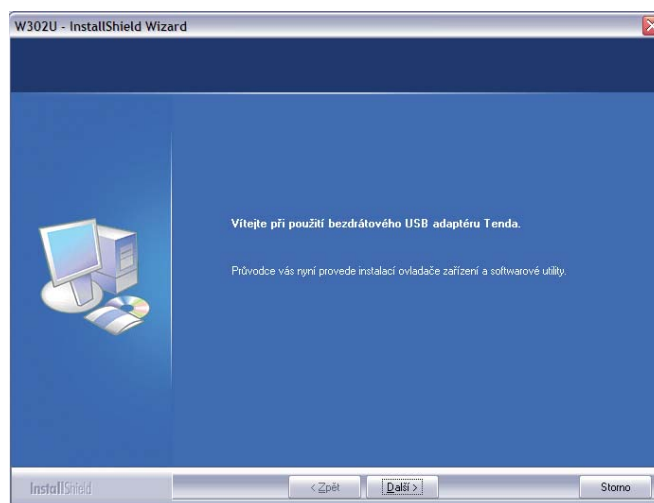 W302U - InstallShield Wizard
Vítejte při použití bezdrátového USB adaptéru Tenda.
Průvodce vás nyní provede instalací ovladače zařízení a softwarové utility.
InstallShield
< Zpět
Další >
Storno